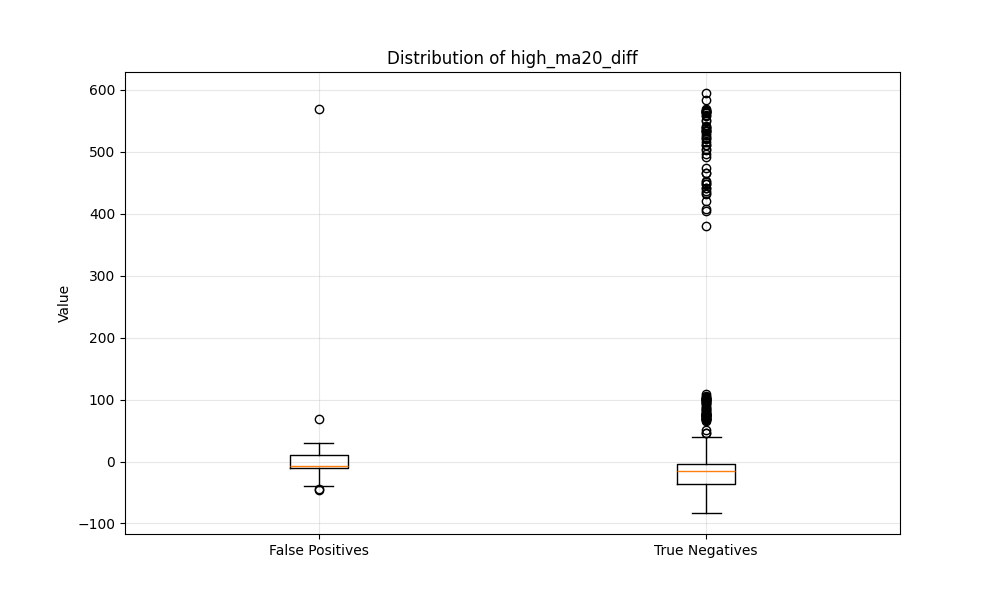 Distribution of high_ma20_diff
600
500
400
300
200
100
0
−100
Value
False Positives
True Negatives